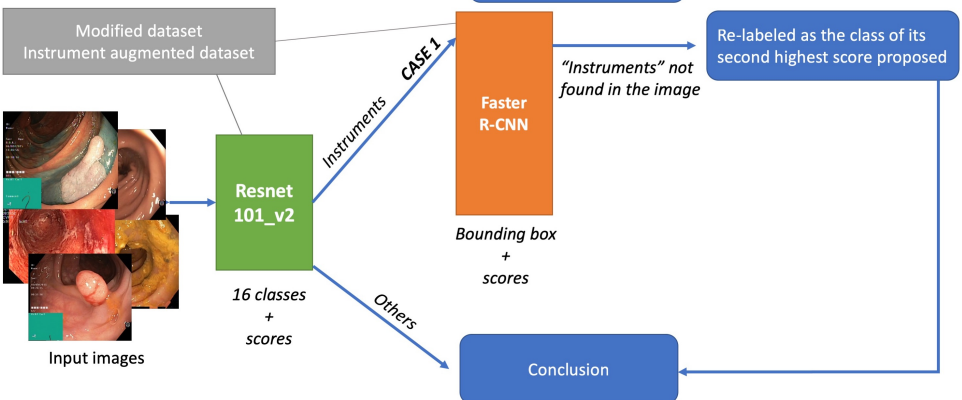 Modified dataset
Instrument augmented dataset
CASE 1
Instruments
Faster
R-CNN
"Instruments" not
found in the image
Re-labeled as the class of its
second highest score proposed
Resnet
101_v2
Bounding box
+
scores
16 classes
+
scores
Others
Input images
Conclusion